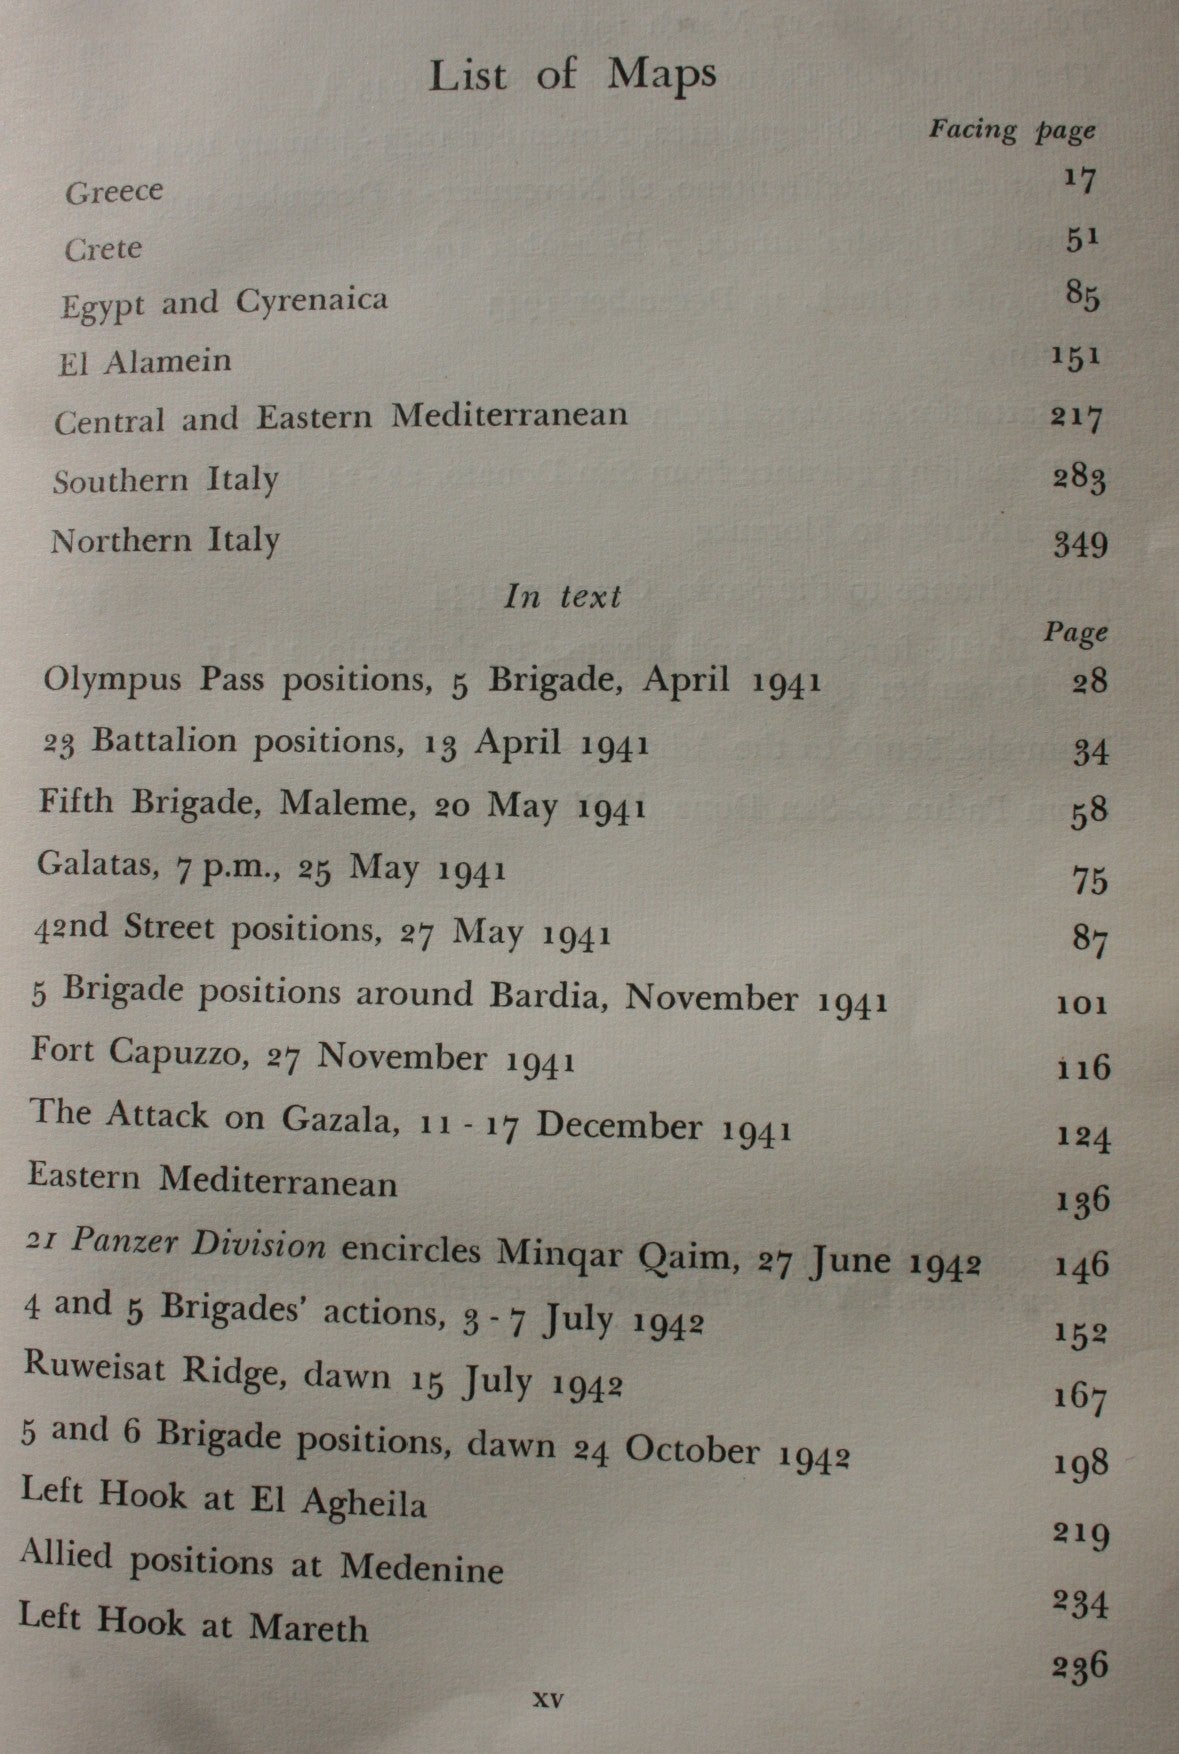 List of Maps
Facing page
Greece 17
Crete 51
Egypt and Cyrenaica 85
El Alamein 151
Central and Eastern Mediterranean 217
Southern Italy 283
Northern Italy 349
In text
Page
Olympus Pass positions, 5 Brigade, April 1941 28
23 Battalion positions, 13 April 1941 34
Fifth Brigade, Maleme, 20 May 1941 58
Galatas, 7 p.m., 25 May 1941 75
42nd Street positions, 27 May 1941 87
5 Brigade positions around Bardia, November 1941 101
Fort Capuzzo, 27 November 1941 116
The Attack on Gazala, 11 - 17 December 1941 124
Eastern Mediterranean 136
21 Panzer Division encircles Minqar Qaim, 27 June 1942 146
4 and 5 Brigades' actions, 3 - 7 July 1942 152
Ruweisat Ridge, dawn 15 July 1942 167
5 and 6 Brigade positions, dawn 24 October 1942 198
Left Hook at El Agheila 219
Allied positions at Medenine 234
Left Hook at Mareth 236
xv